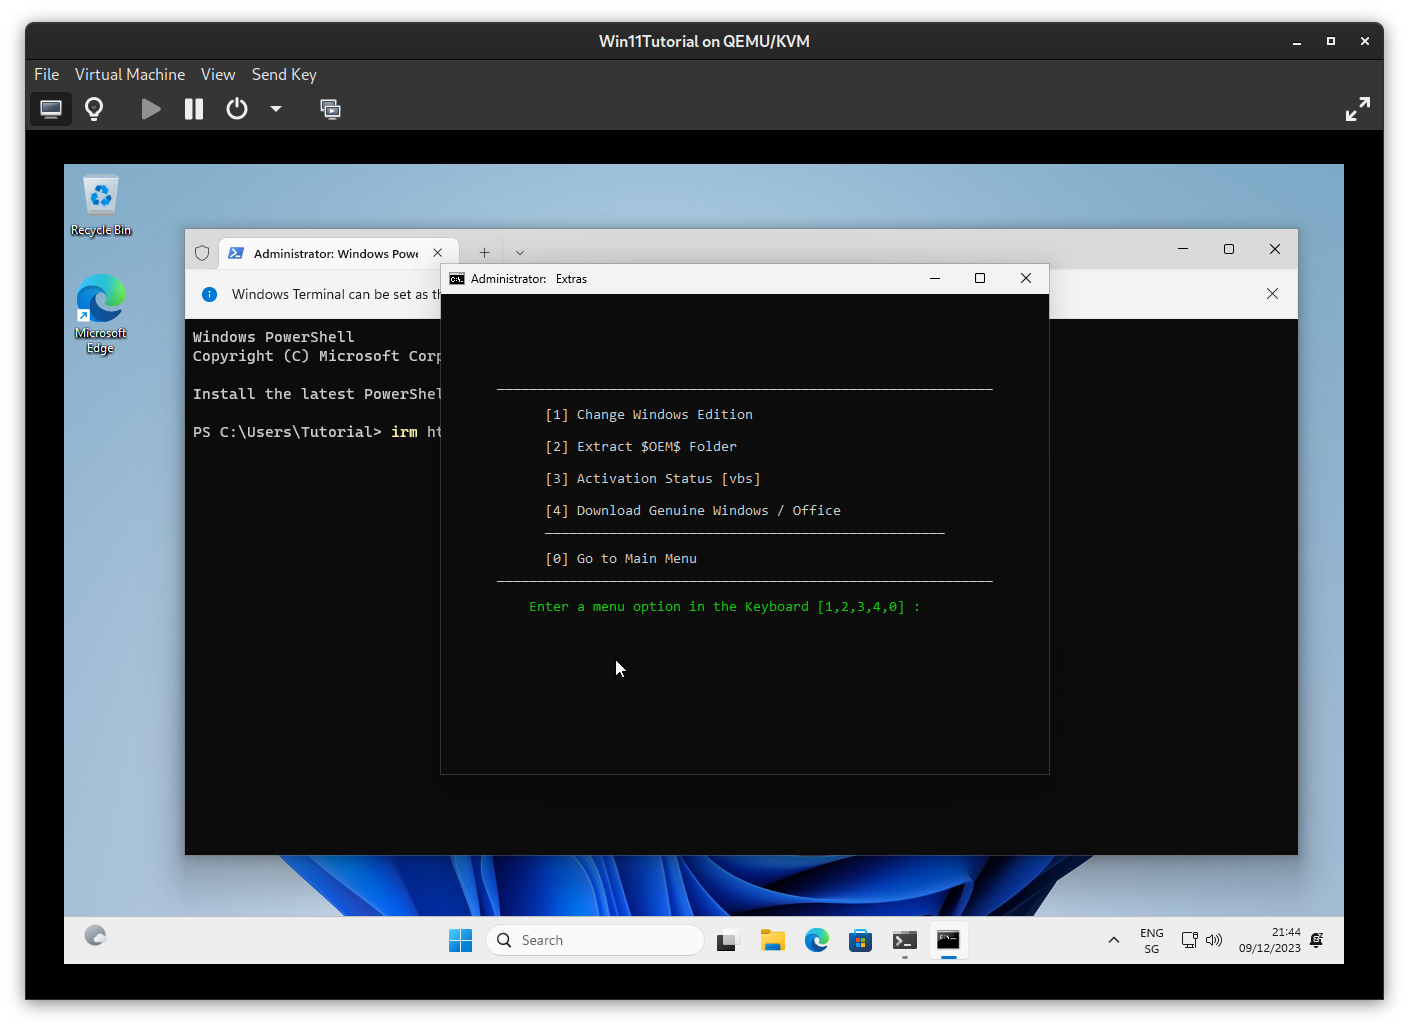 Win11Tutorial on QEMU/KVM
File Virtual Machine View Send Key
Recycle Bin
Microsoft
Edge
Administrator: Windows Powe
Windows Terminal can be set as th
Windows PowerShell
Copyright (C) Microsoft Corp
Install the latest PowerShel
PS C:\Users\Tutorial> irm ht
Administrator: Extras
[1] Change Windows Edition
[2] Extract $OEM$ Folder
[3] Activation Status [vbs]
[4] Download Genuine Windows / Office
[0] Go to Main Menu
Enter a menu option in the Keyboard [1,2,3,4,0] :
Search
ENG
SG
21:44
09/12/2023